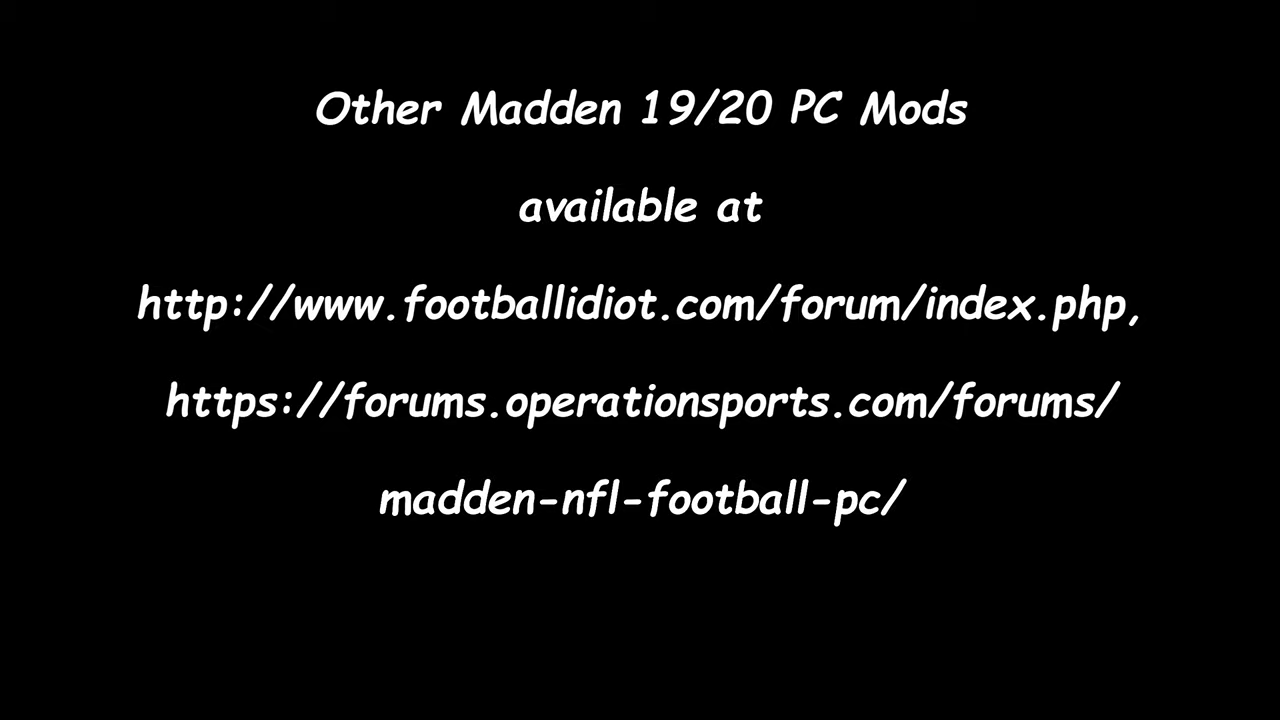 Other Madden 19/20 PC Mods
available at
http://www.footballidiot.com/forum/index.php,
https://forums.operationsports.com/forums/
madden-nfl-football-pc/